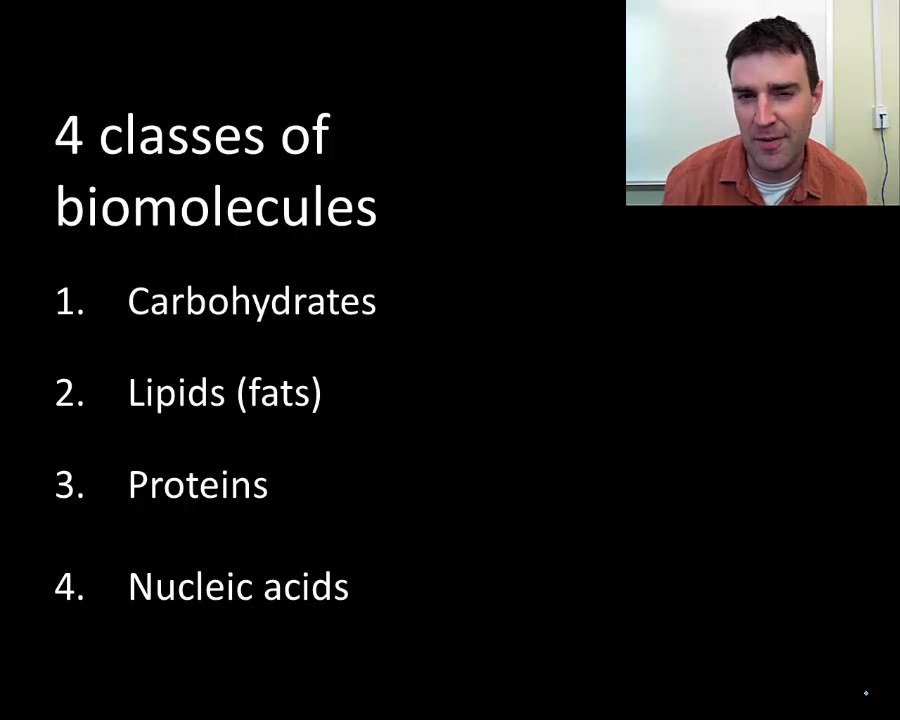 4 classes of
biomolecules
1. Carbohydrates
2. Lipids (fats)
3. Proteins
4. Nucleic acids